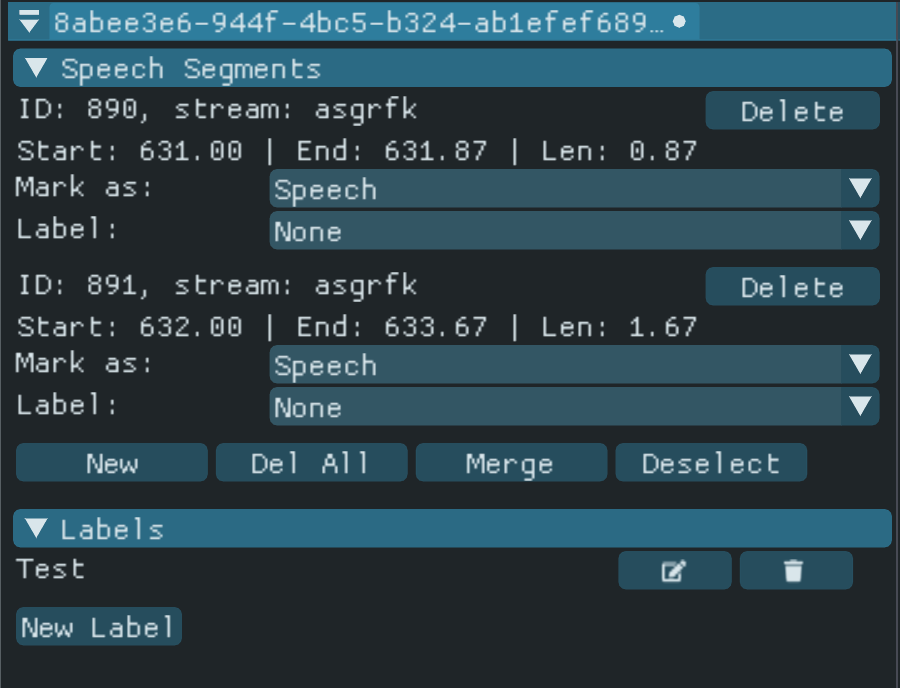 8abee3e6-944f-4bc5-b324-ab1efef689…
Speech Segments
ID: 890, stream: asgrfk Delete
Start: 631.00 | End: 631.87 | Len: 0.87
Mark as: Speech
Label: None
ID: 891, stream: asgrfk Delete
Start: 632.00 | End: 633.67 | Len: 1.67
Mark as: Speech
Label: None
New Del All Merge Deselect
Labels
Test
New Label